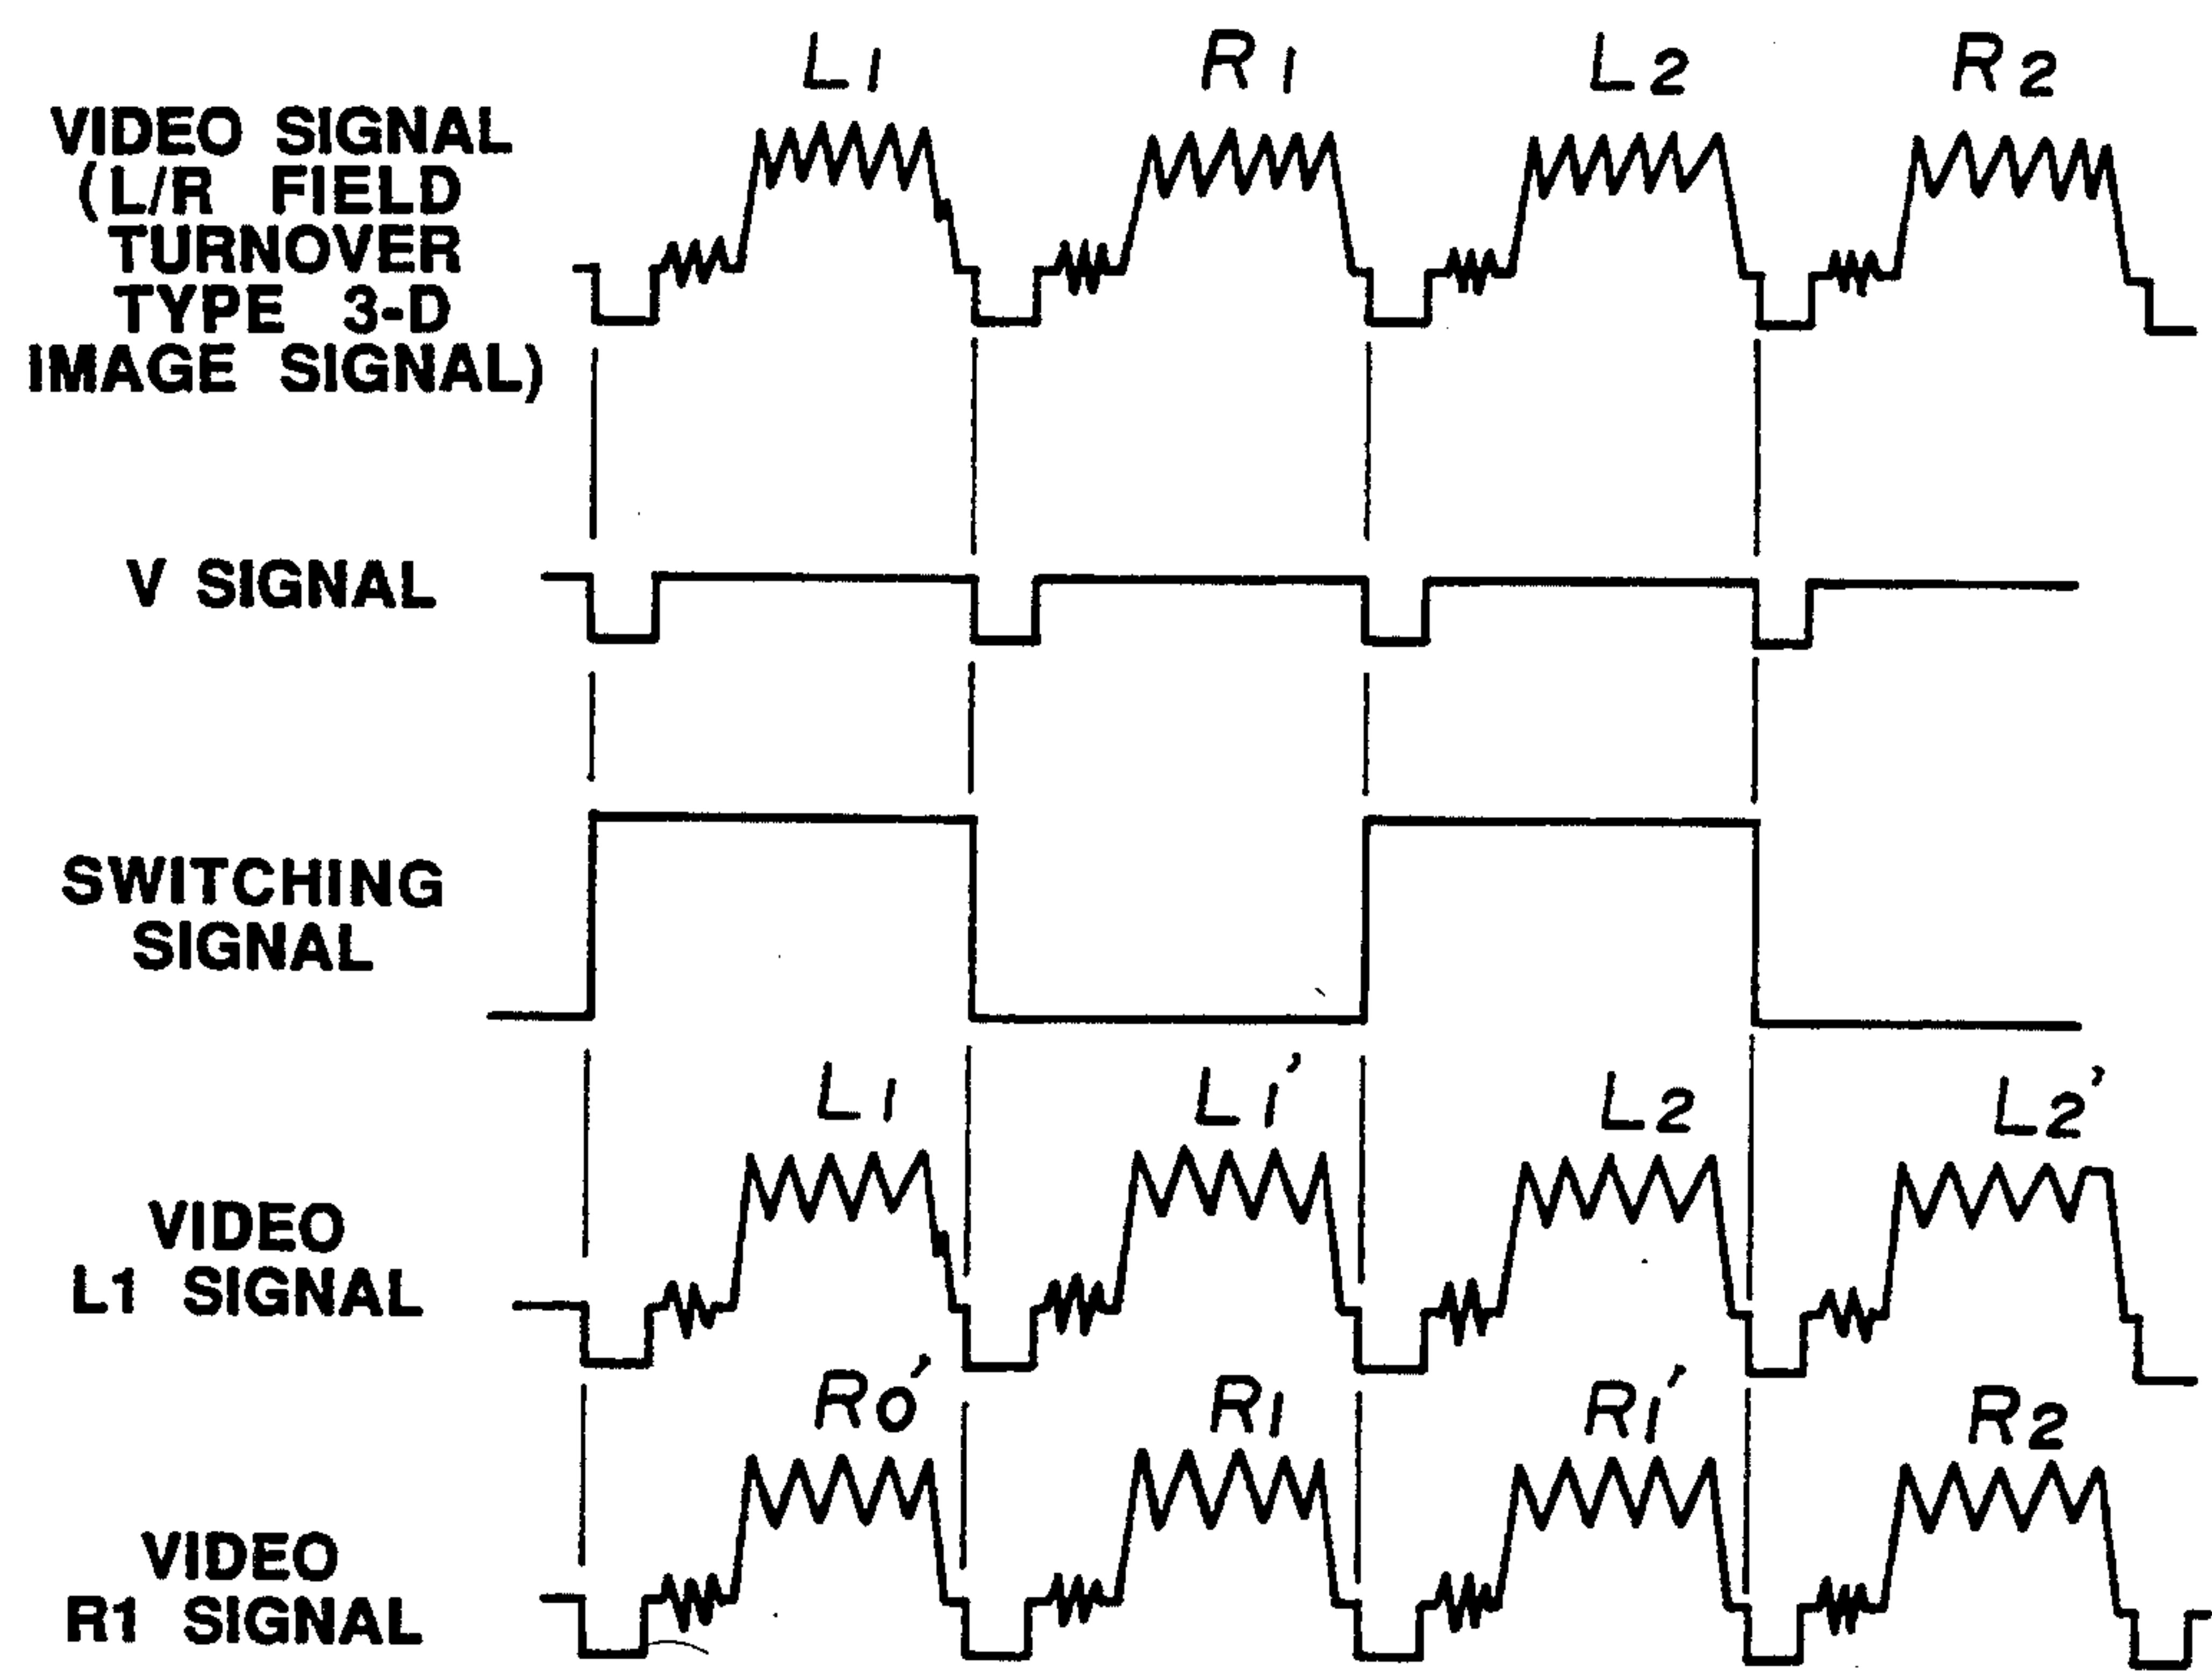 L1 R1 L2 R2
VIDEO SIGNAL
(L/R FIELD
TURNOVER
TYPE 3-D
IMAGE SIGNAL)
V SIGNAL
SWITCHING
SIGNAL
L1 L1' L2 L2'
VIDEO
L1 SIGNAL
R0' R1 R1' R2
VIDEO
R1 SIGNAL